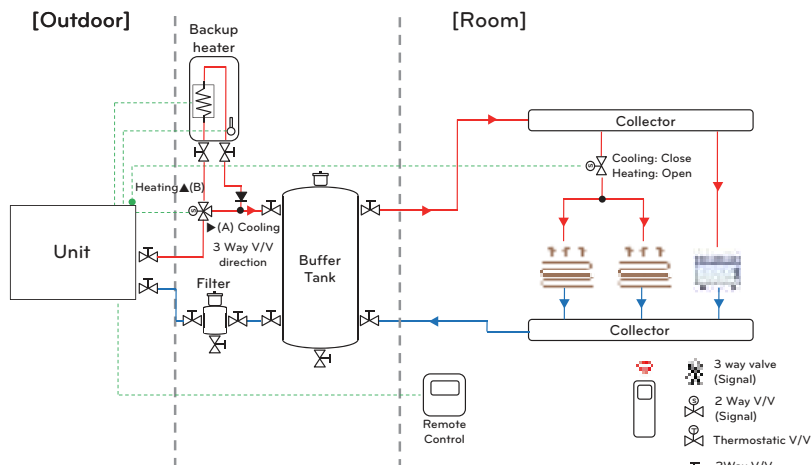 [Outdoor]
[Room]
Backup
heater
Collector
S
Cooling: Close
Heating: Open
Heating▲(B)
S
▶(A) Cooling
3 Way V/V
direction
Unit
Buffer
Tank
Filter
Collector
Remote
Control
3 way valve
(Signal)
S
2 Way V/V
(Signal)
T
Thermostatic V/V
2Way V/V